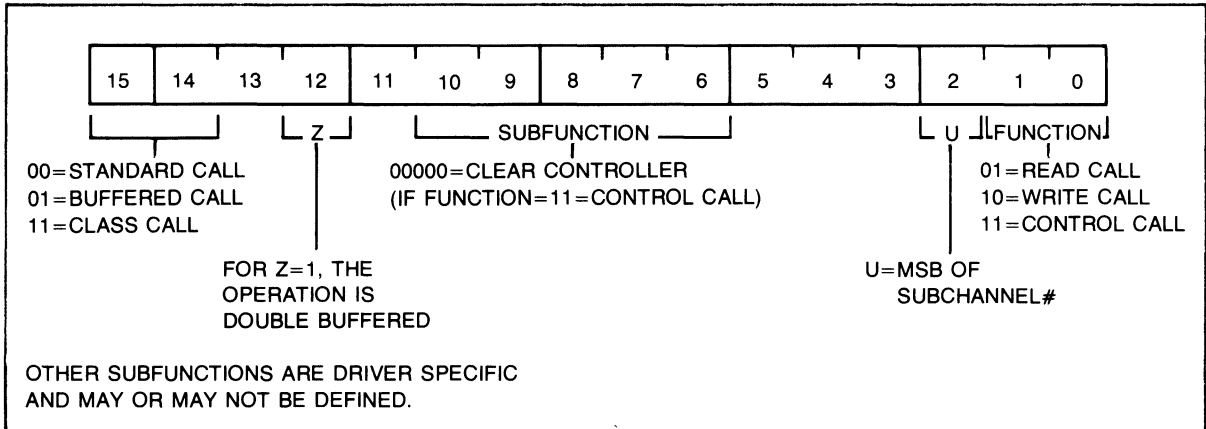 15 14 13 12 11 10 9 8 7 6 5 4 3 2 1 0
Z SUBFUNCTION U FUNCTION
00=STANDARD CALL
01=BUFFERED CALL
11=CLASS CALL
00000=CLEAR CONTROLLER
(IF FUNCTION=11=CONTROL CALL)
01=READ CALL
10=WRITE CALL
11=CONTROL CALL
FOR Z=1, THE
OPERATION IS
DOUBLE BUFFERED
U=MSB OF
SUBCHANNEL#
OTHER SUBFUNCTIONS ARE DRIVER SPECIFIC
AND MAY OR MAY NOT BE DEFINED.